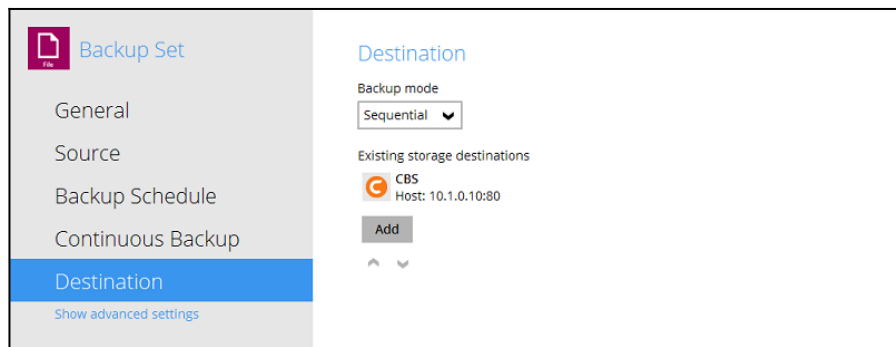 File
Backup Set
General
Source
Backup Schedule
Continuous Backup
Destination
Show advanced settings
Destination
Backup mode
Sequential
Existing storage destinations
CBS
Host: 10.1.0.10:80
Add